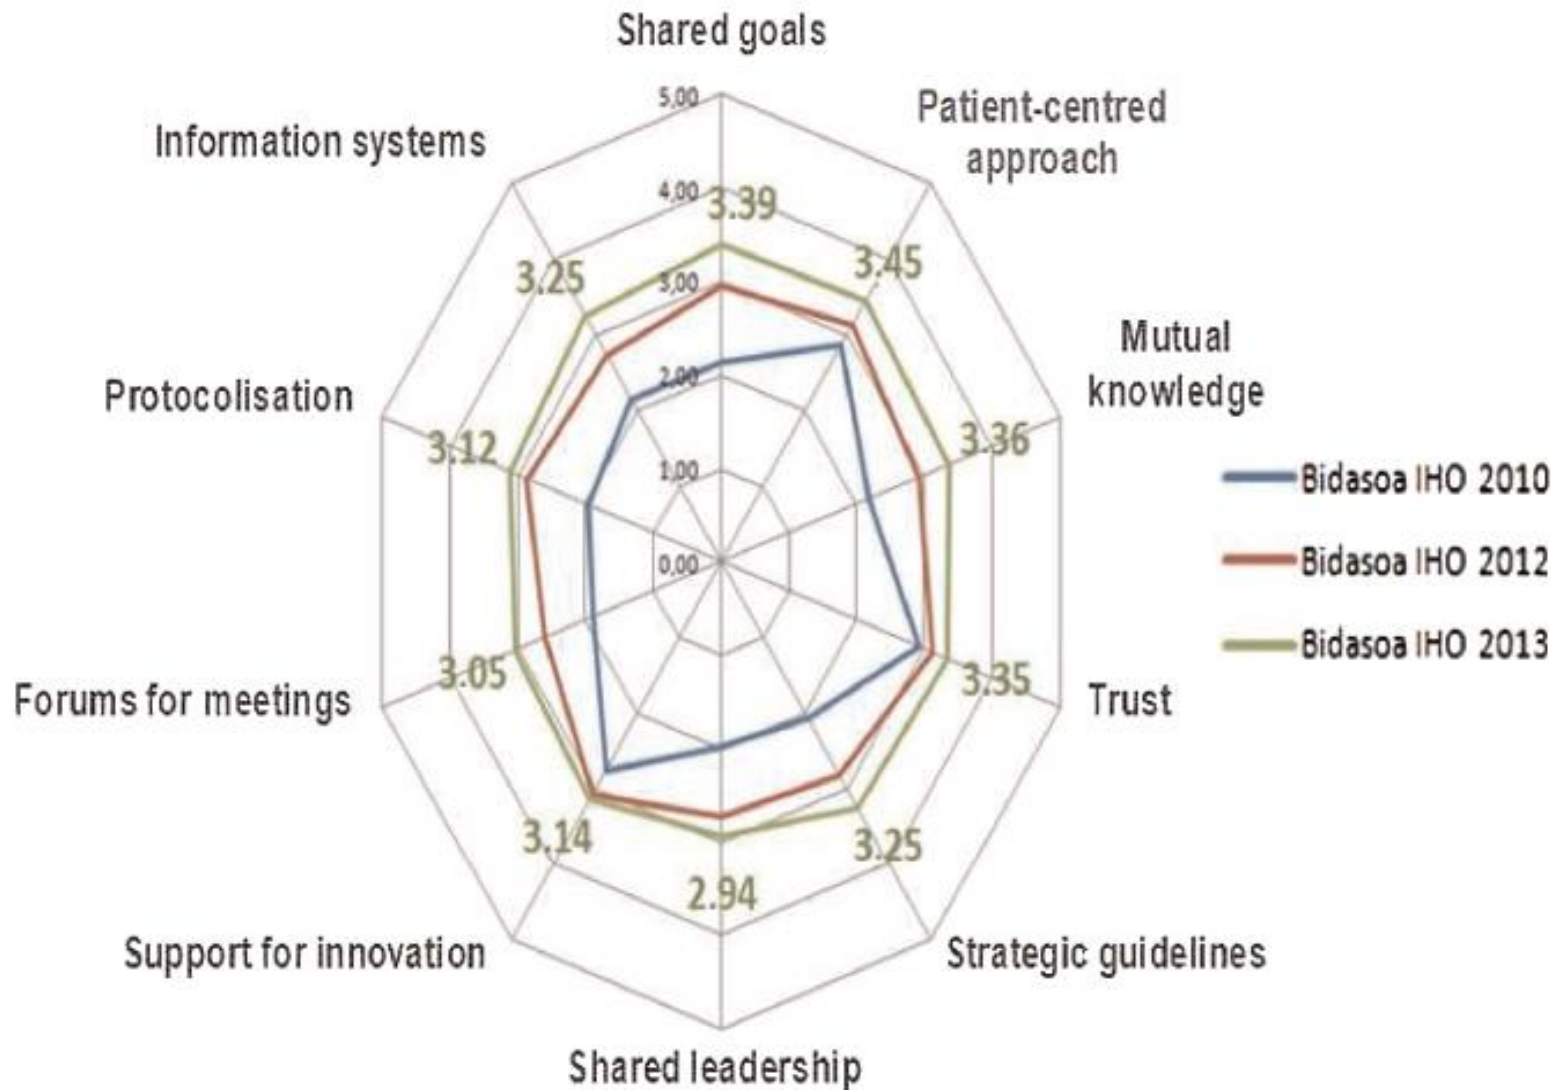 Shared goals
Patient-centred
approach
Information systems
5,00
4,00
3.39
3.45
3.25
3,00
Mutual
knowledge
Protocolisation
2,00
3.12
3.36
1,00
Bidasoa IHO 2010
0,00
Bidasoa IHO 2012
Bidasoa IHO 2013
3.05
3.35
Forums for meetings
Trust
3.14
3.25
2.94
Support for innovation
Strategic guidelines
Shared leadership